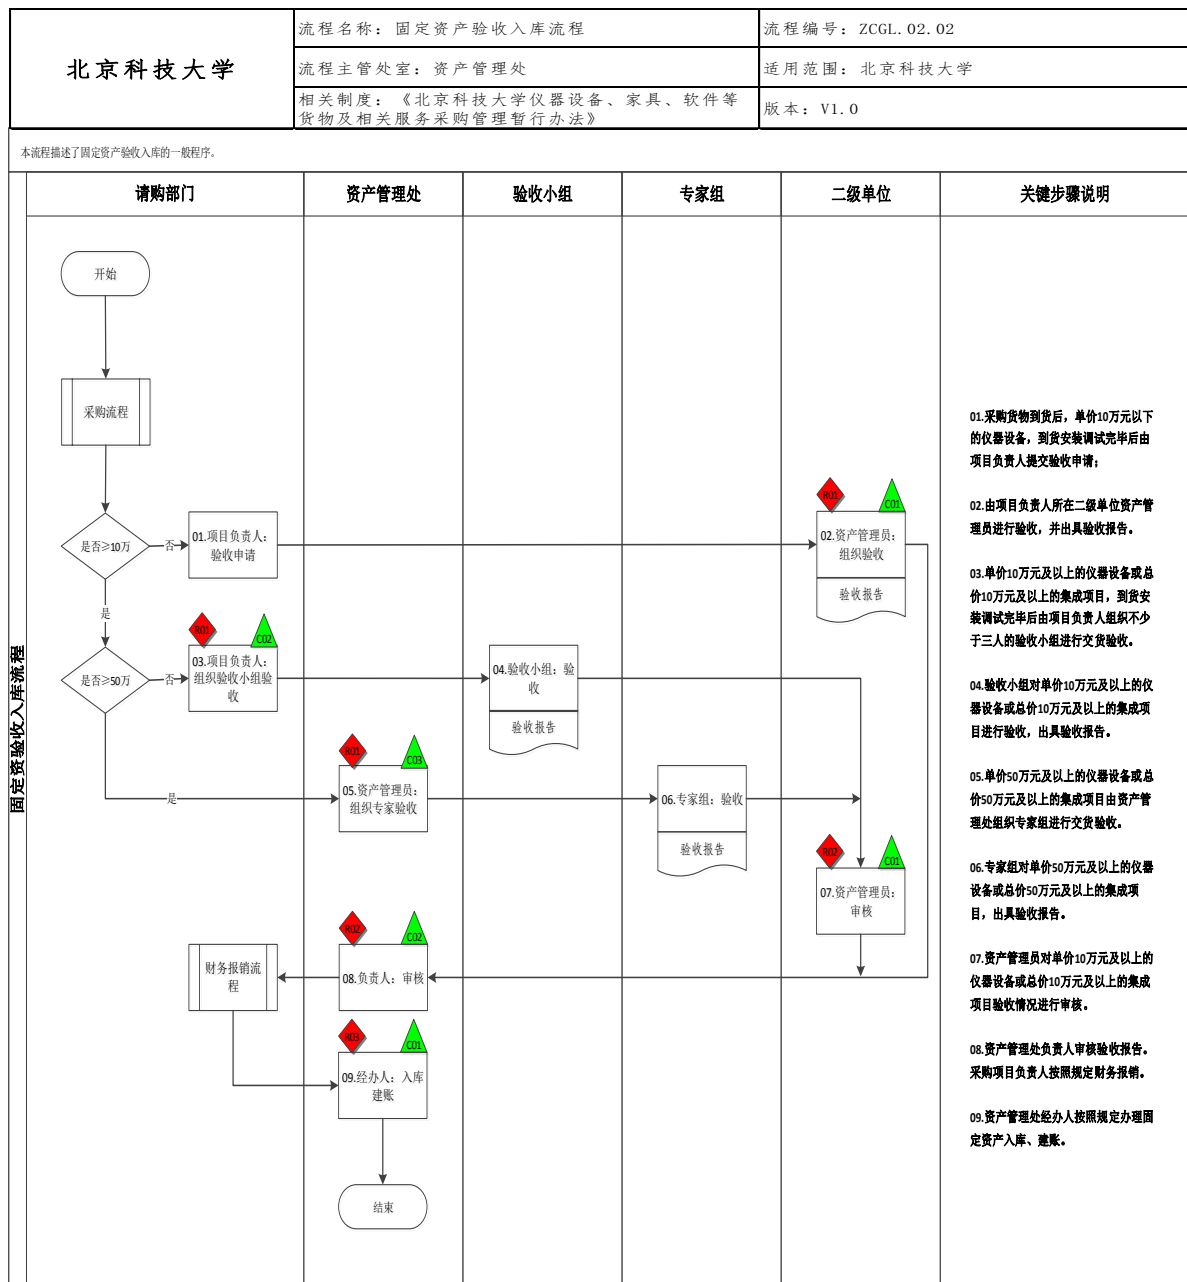 北京科技大学
流程名称：固定资产验收入库流程
流程编号：ZCGL.02.02
流程主管处室：资产管理处
适用范围：北京科技大学
相关制度：《北京科技大学仪器设备、家具、软件等
货物及相关服务采购管理暂行办法》
版本：V1.0
本流程描述了固定资产验收入库的一般程序。
固定资验收入库流程
请购部门
资产管理处
验收小组
专家组
二级单位
关键步骤说明
开始
采购流程
是否≥10万
否
01.项目负责人：
验收申请
R01
C01
02.资产管理员：
组织验收
验收报告
是
是否≥50万
否
R01
C02
03.项目负责人：
组织验收小组验
收
04.验收小组：验
收
验收报告
是
R01
C03
05.资产管理员：
组织专家验收
06.专家组：验收
验收报告
R02
C01
07.资产管理员：
审核
R02
C02
08.负责人：审核
财务报销流
程
R03
C01
09.经办人：入库
建账
结束
01.采购货物到货后，单价10万元以下
的仪器设备，到货安装调试完毕后由
项目负责人提交验收申请；
02.由项目负责人所在二级单位资产管
理员进行验收，并出具验收报告。
03.单价10万元及以上的仪器设备或总
价10万元及以上的集成项目，到货安
装调试完毕后由项目负责人组织不少
于三人的验收小组进行交货验收。
04.验收小组对单价10万元及以上的仪
器设备或总价10万元及以上的集成项
目进行验收，出具验收报告。
05.单价50万元及以上的仪器设备或总
价50万元及以上的集成项目由资产管
理处组织专家组进行交货验收。
06.专家组对单价50万元及以上的仪器
设备或总价50万元及以上的集成项
目，出具验收报告。
07.资产管理员对单价10万元及以上的
仪器设备或总价10万元及以上的集成
项目验收情况进行审核。
08.资产管理处负责人审核验收报告。
采购项目负责人按照规定财务报销。
09.资产管理处经办人按照规定办理固
定资产入库、建账。